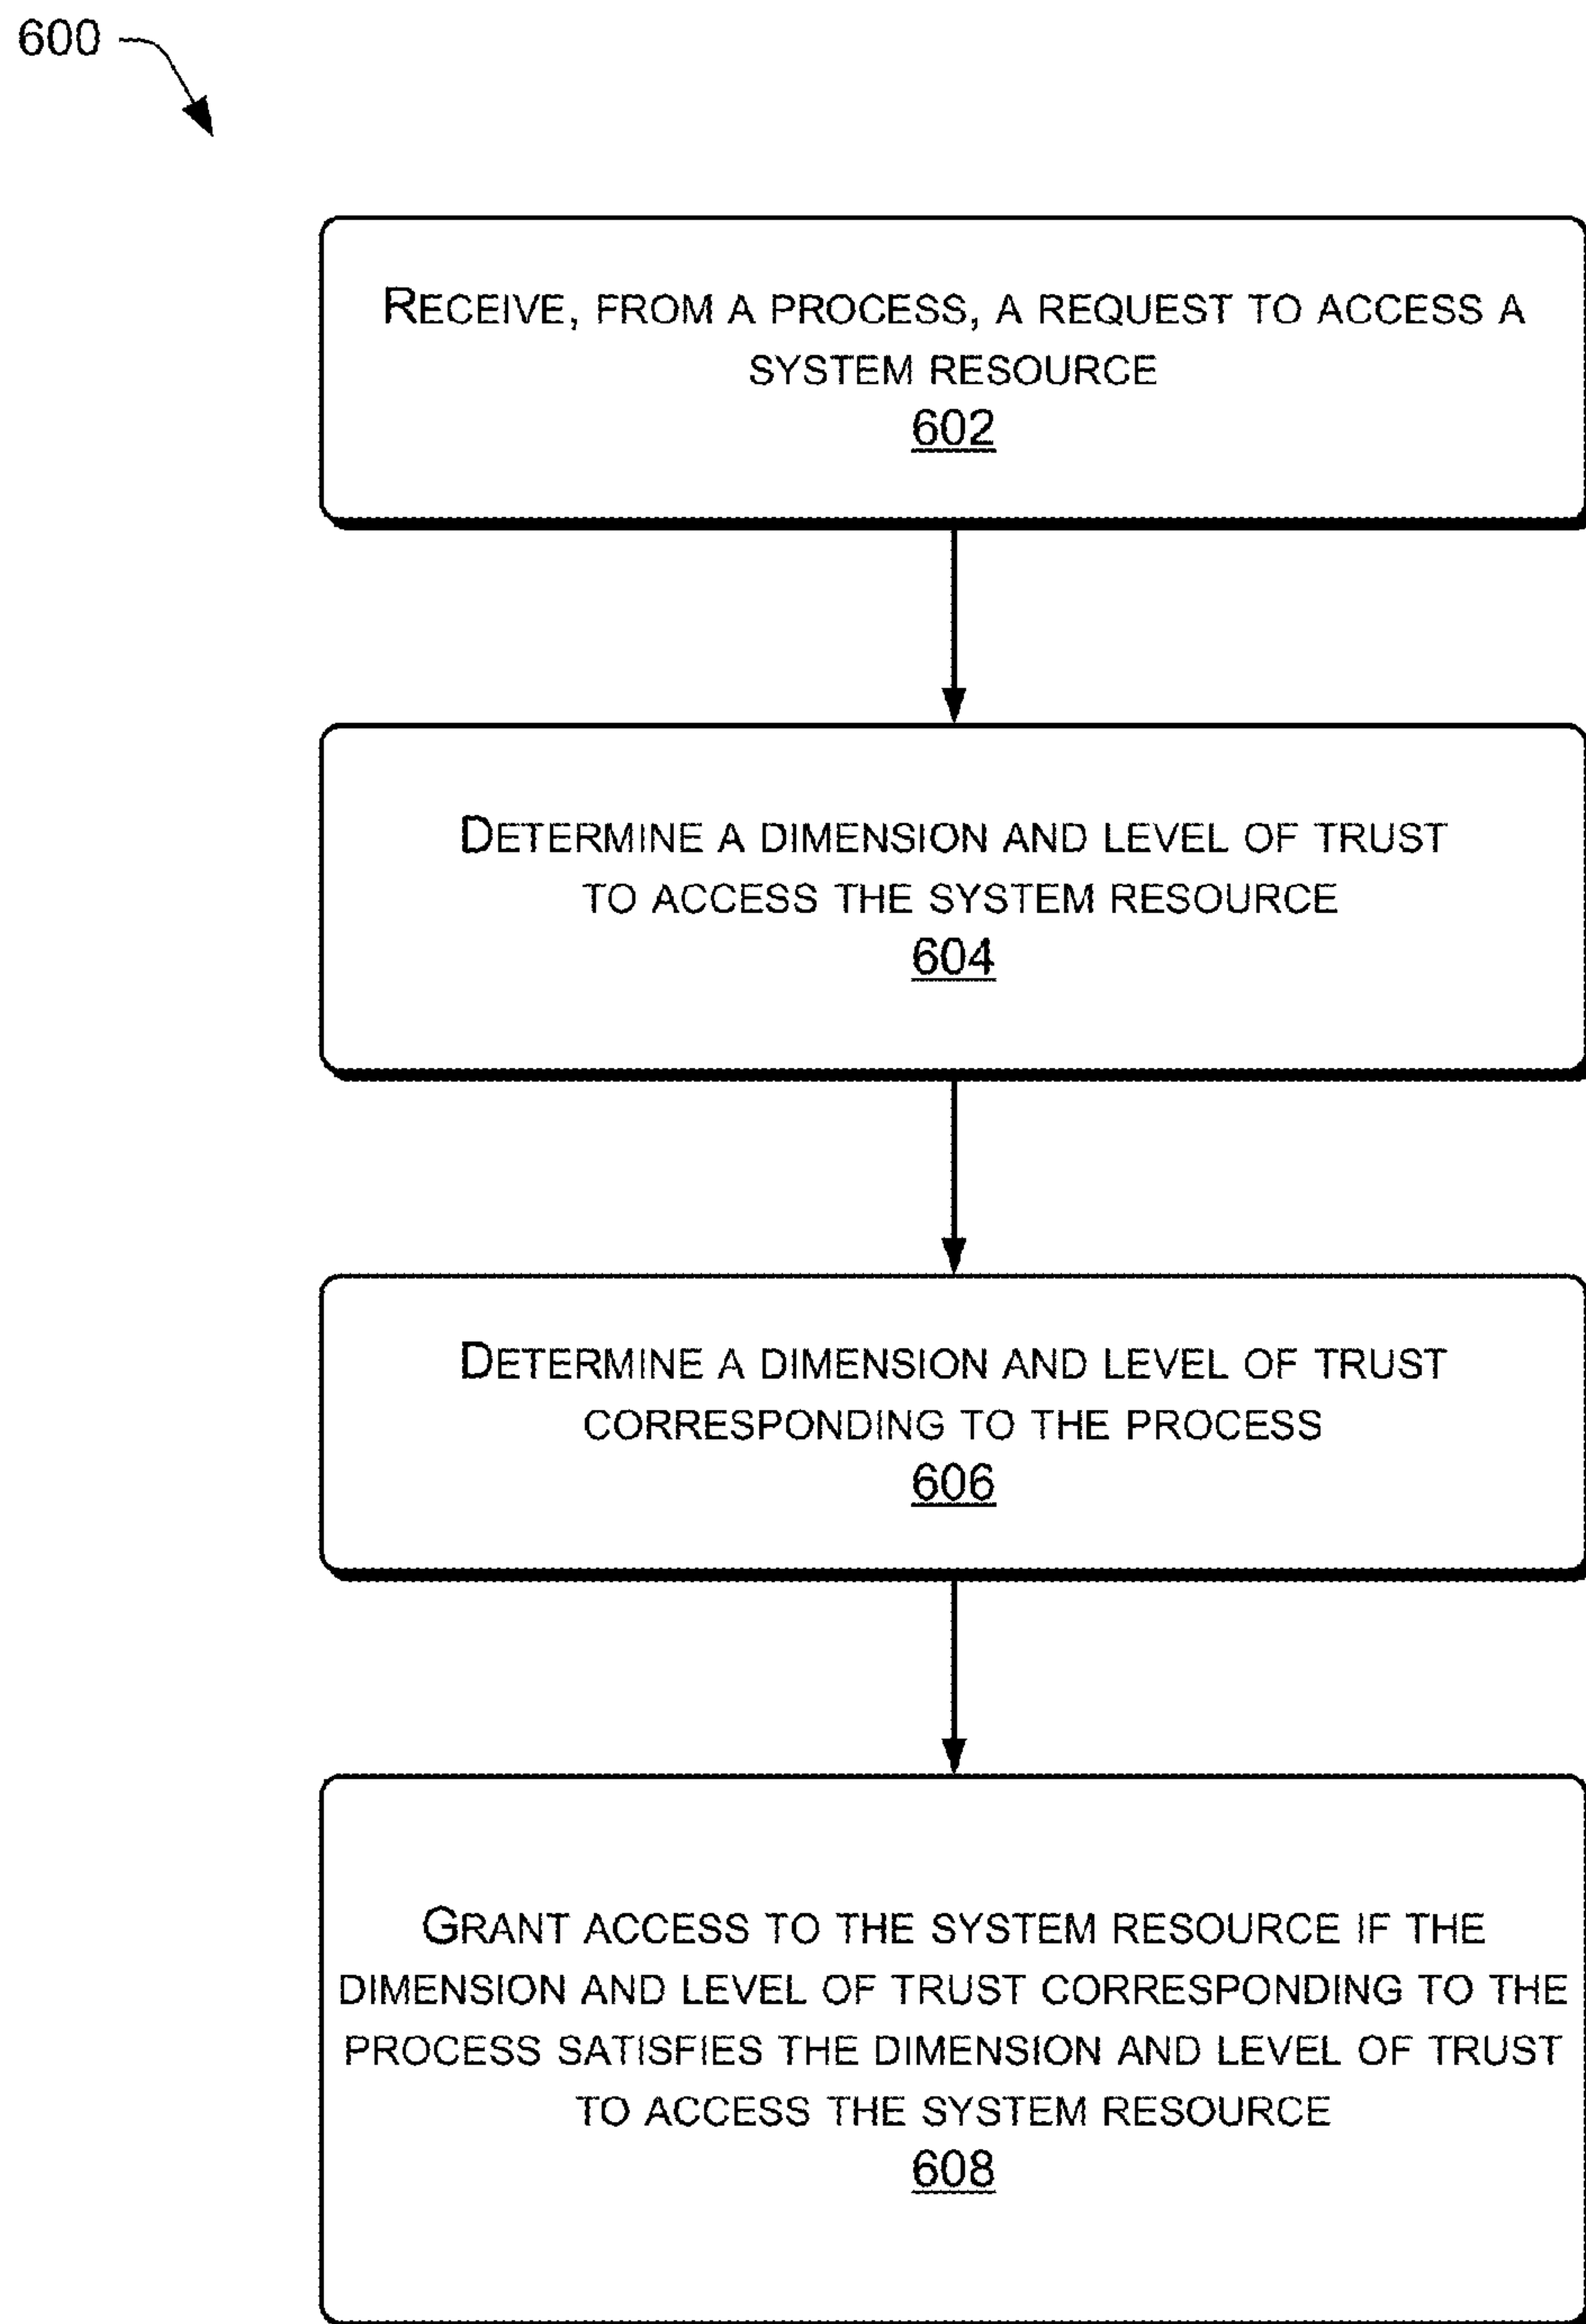 600
RECEIVE, FROM A PROCESS, A REQUEST TO ACCESS A
SYSTEM RESOURCE
602
DETERMINE A DIMENSION AND LEVEL OF TRUST
TO ACCESS THE SYSTEM RESOURCE
604
DETERMINE A DIMENSION AND LEVEL OF TRUST
CORRESPONDING TO THE PROCESS
606
GRANT ACCESS TO THE SYSTEM RESOURCE IF THE
DIMENSION AND LEVEL OF TRUST CORRESPONDING TO THE
PROCESS SATISFIES THE DIMENSION AND LEVEL OF TRUST
TO ACCESS THE SYSTEM RESOURCE
608